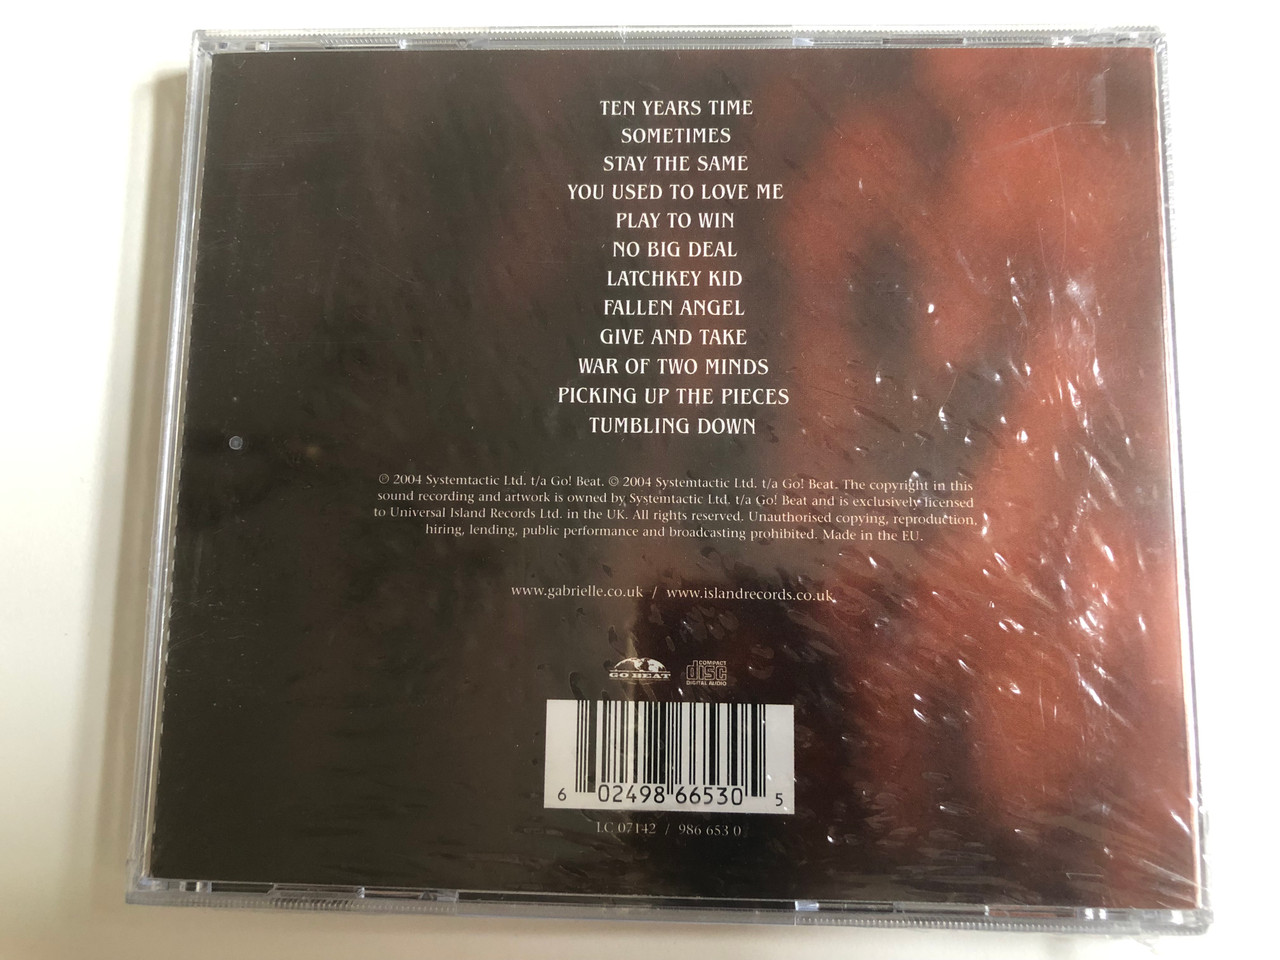 TEN YEARS TIME
SOMETIMES
STAY THE SAME
YOU USED TO LOVE ME
PLAY TO WIN
NO BIG DEAL
LATCHKEY KID
FALLEN ANGEL
GIVE AND TAKE
WAR OF TWO MINDS
PICKING UP THE PIECES
TUMBLING DOWN
℗ 2004 Systemtactic Ltd. t/a Go! Beat. © 2004 Systemtactic Ltd. t/a Go! Beat. The copyright in this
sound recording and artwork is owned by Systemtactic Ltd. t/a Go! Beat and is exclusively licensed
to Universal Island Records Ltd. in the UK. All rights reserved. Unauthorised copying, reproduction,
hiring, lending, public performance and broadcasting prohibited. Made in the EU.
www.gabrielle.co.uk / www.islandrecords.co.uk
GO BEAT
COMPACT
disc
DIGITAL AUDIO
6 02498 66530 5
LC 07142 / 986 653 0